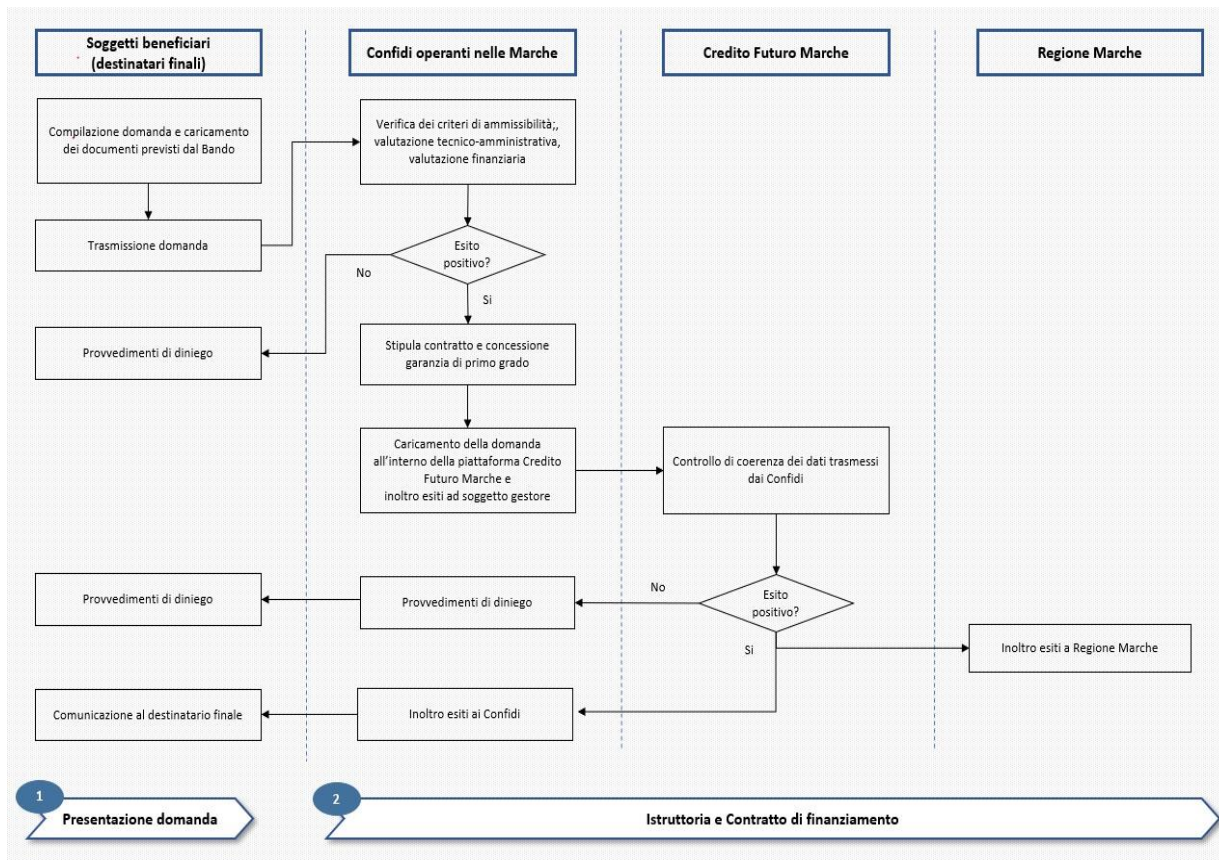 Soggetti beneficiari
(destinatari finali)
Confidi operanti nelle Marche
Credito Futuro Marche
Regione Marche
Compilazione domanda e caricamento
dei documenti previsti dal Bando
Verifica dei criteri di ammissibilità;,
valutazione tecnico-amministrativa,
valutazione finanziaria
Trasmissione domanda
Esito
positivo?
No
Si
Provvedimenti di diniego
Stipula contratto e concessione
garanzia di primo grado
Caricamento della domanda
all'interno della piattaforma Credito
Futuro Marche e
inoltro esiti ad soggetto gestore
Controllo di coerenza dei dati trasmessi
dai Confidi
Provvedimenti di diniego
Provvedimenti di diniego
No
Esito
positivo?
Si
Inoltro esiti a Regione Marche
Comunicazione al destinatario finale
Inoltro esiti ai Confidi
1
Presentazione domanda
2
Istruttoria e Contratto di finanziamento